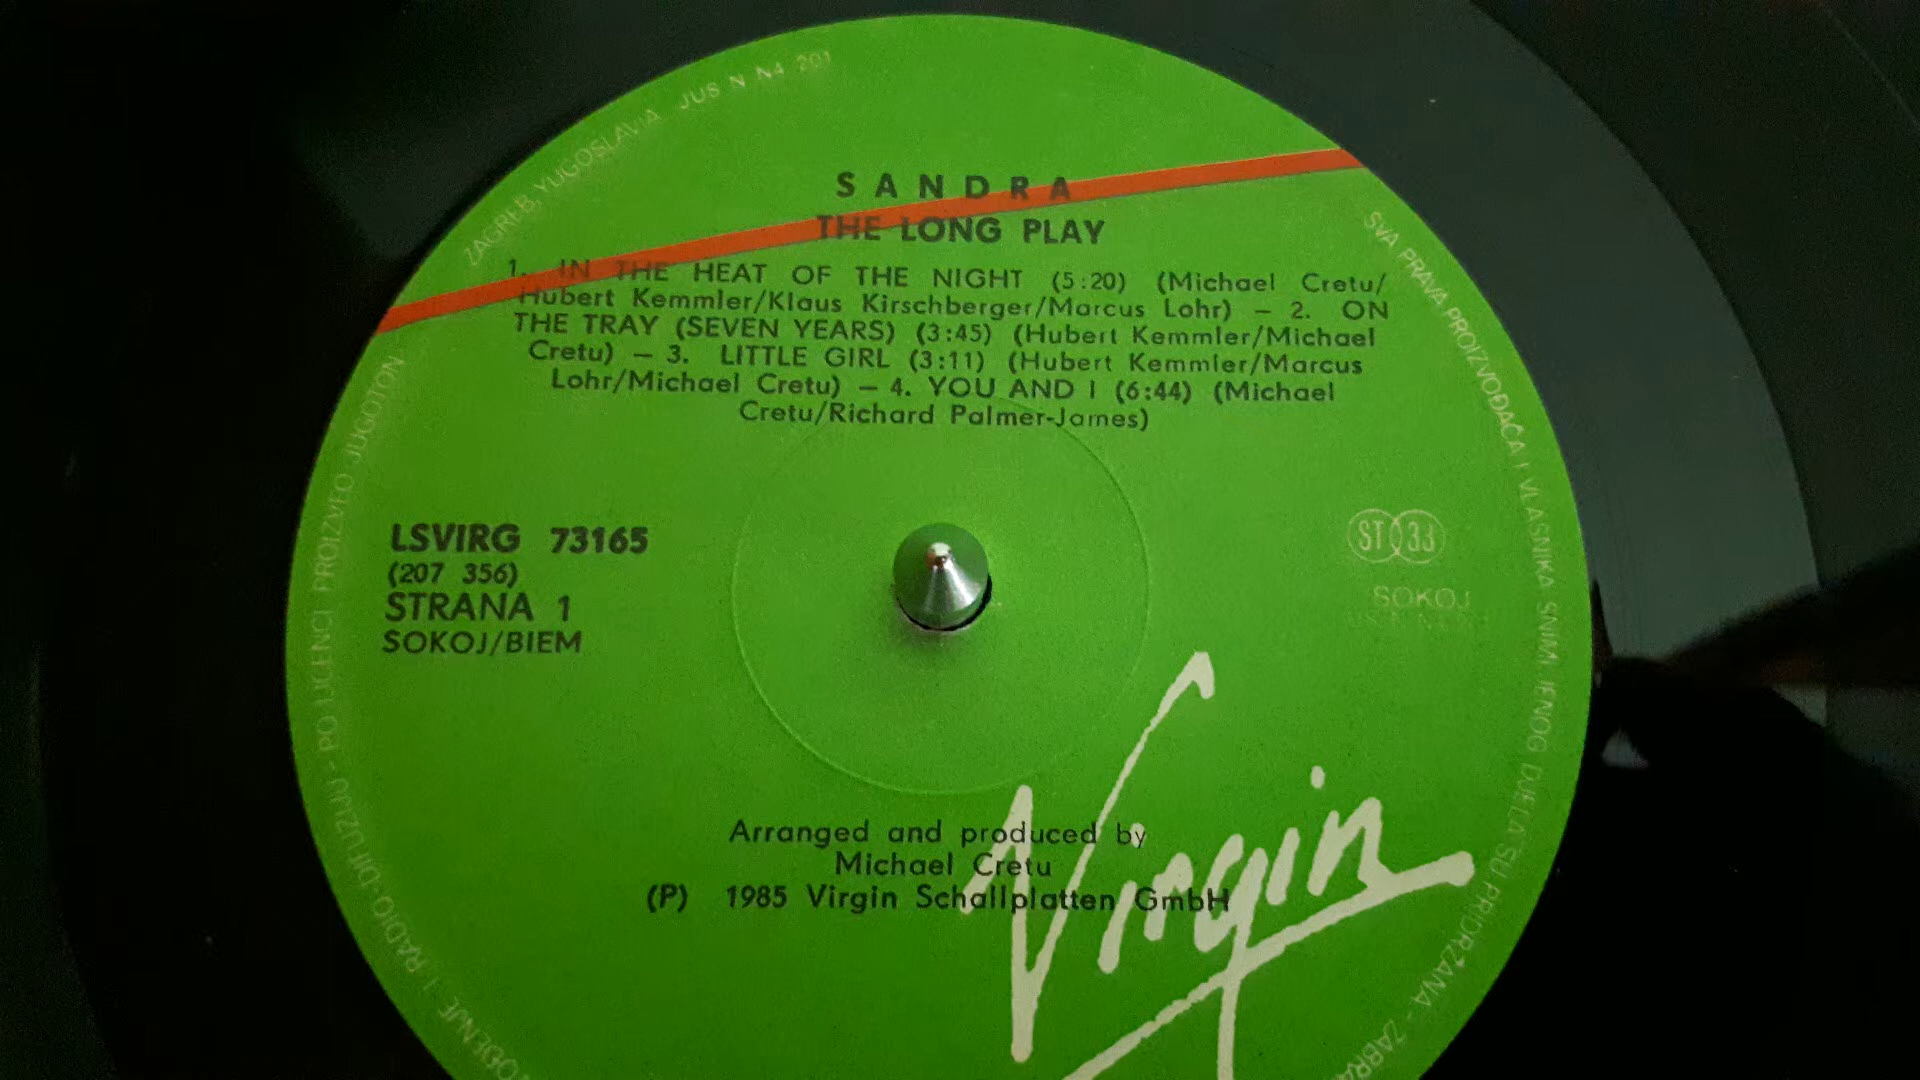 ZAGREB, YUGOSLAVIA JUS N N4 201
SANDRA
THE LONG PLAY
1. IN THE HEAT OF THE NIGHT (5:20) (Michael Cretu/
Hubert Kemmler/Klaus Kirschberger/Marcus Lohr) – 2. ON
THE TRAY (SEVEN YEARS) (3:45) (Hubert Kemmler/Michael
Cretu) – 3. LITTLE GIRL (3:11) (Hubert Kemmler/Marcus
Lohr/Michael Cretu) – 4. YOU AND I (6:44) (Michael
Cretu/Richard Palmer-James)
LSVIRG 73165
(207 356)
STRANA 1
SOKOJ/BIEM
ST 33
SOKOJ
Arranged and produced by
Michael Cretu
(P) 1985 Virgin Schallplatten GmbH
Virgin
SVA PRAVA PROIZVOĐAČA I VLASNIKA SNIMLJENOG DJELA SU PRIDRŽANA -
I RADIO-DIFUZIJU - PO LICENCI PROIZVEO JUGOTON